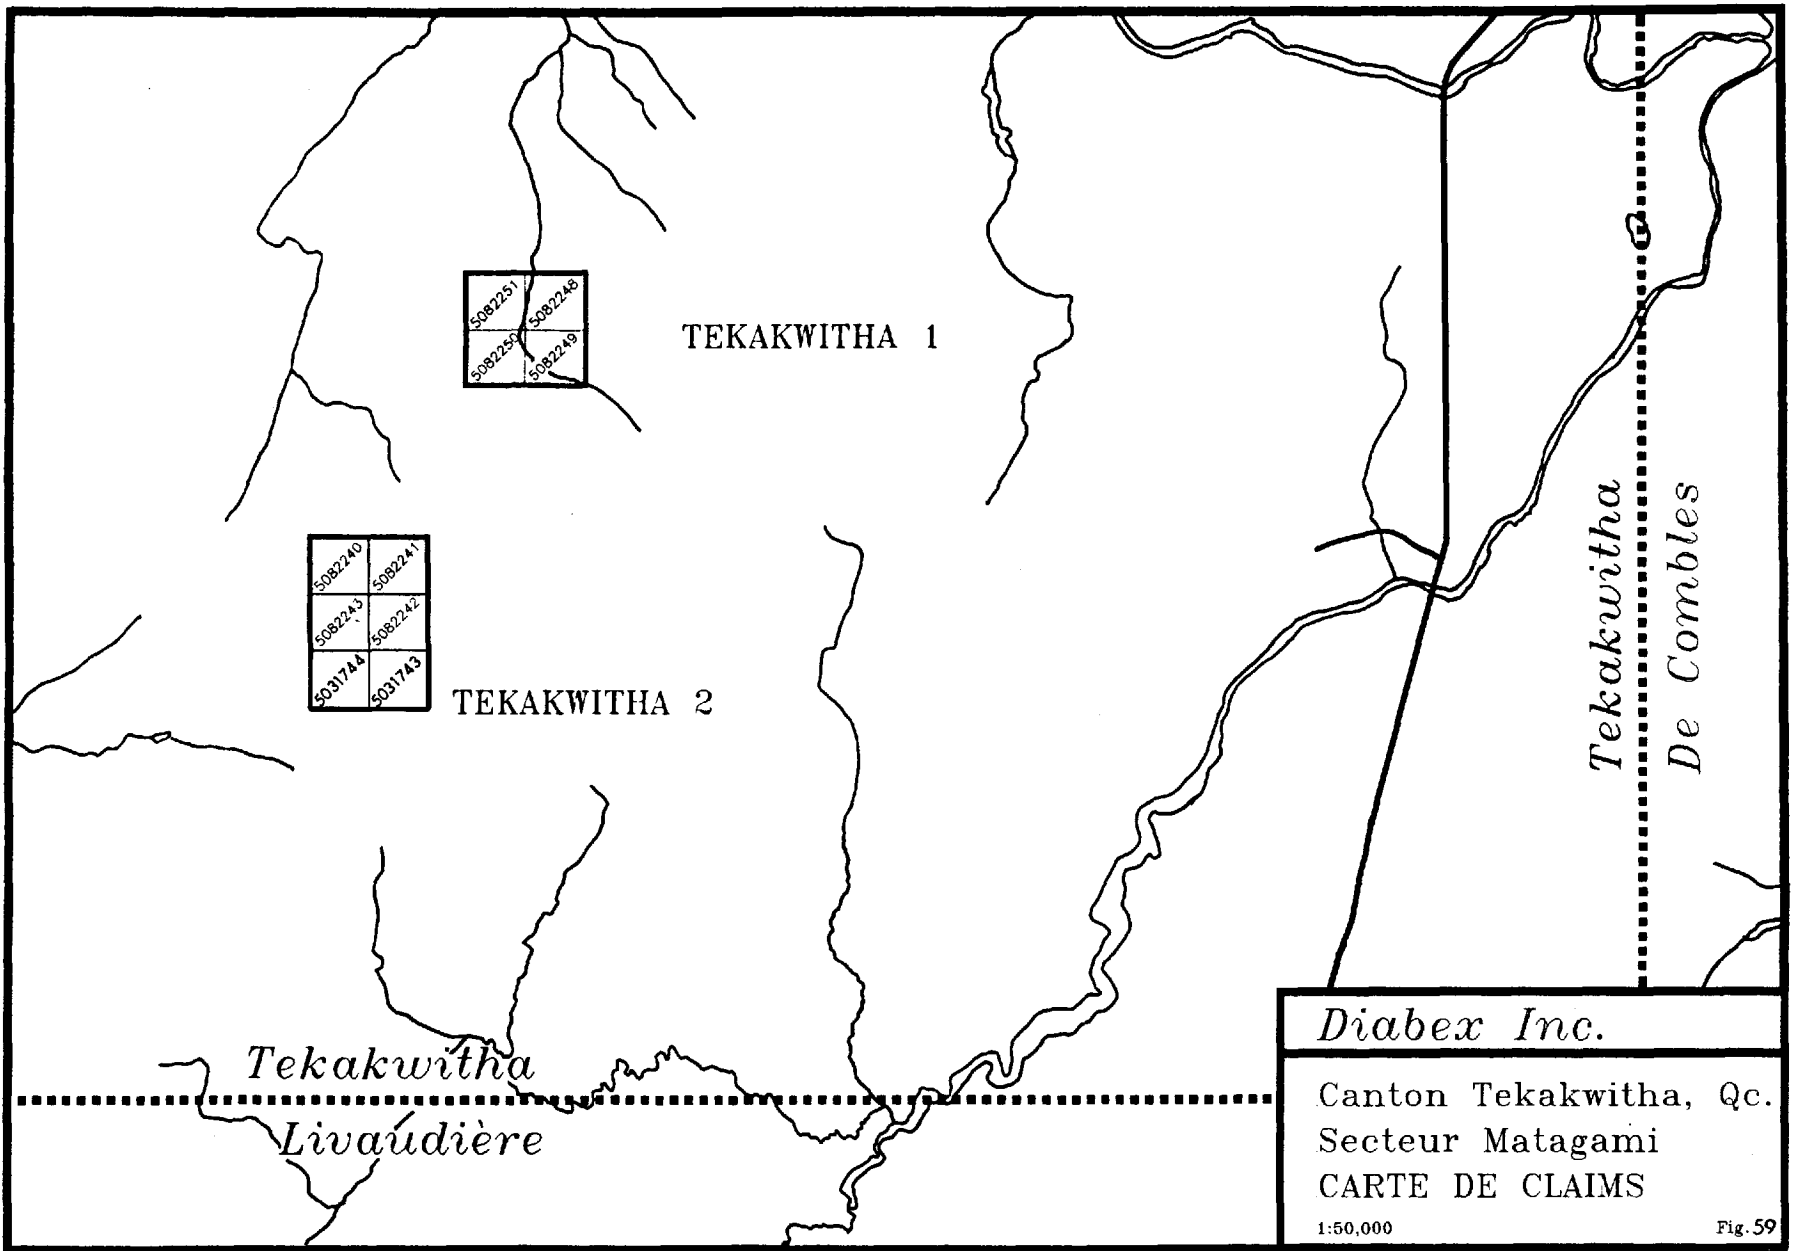 5082251
5082248
5082250
5082249
TEKAKWITHA 1
5082240
5082241
5082243
5082242
5031744
5031743
TEKAKWITHA 2
Tekakwitha
De Combles
Tekakwitha
Livaudière
Diabex Inc.
Canton Tekakwitha, Qc.
Secteur Matagami
CARTE DE CLAIMS
1:50,000
Fig.59